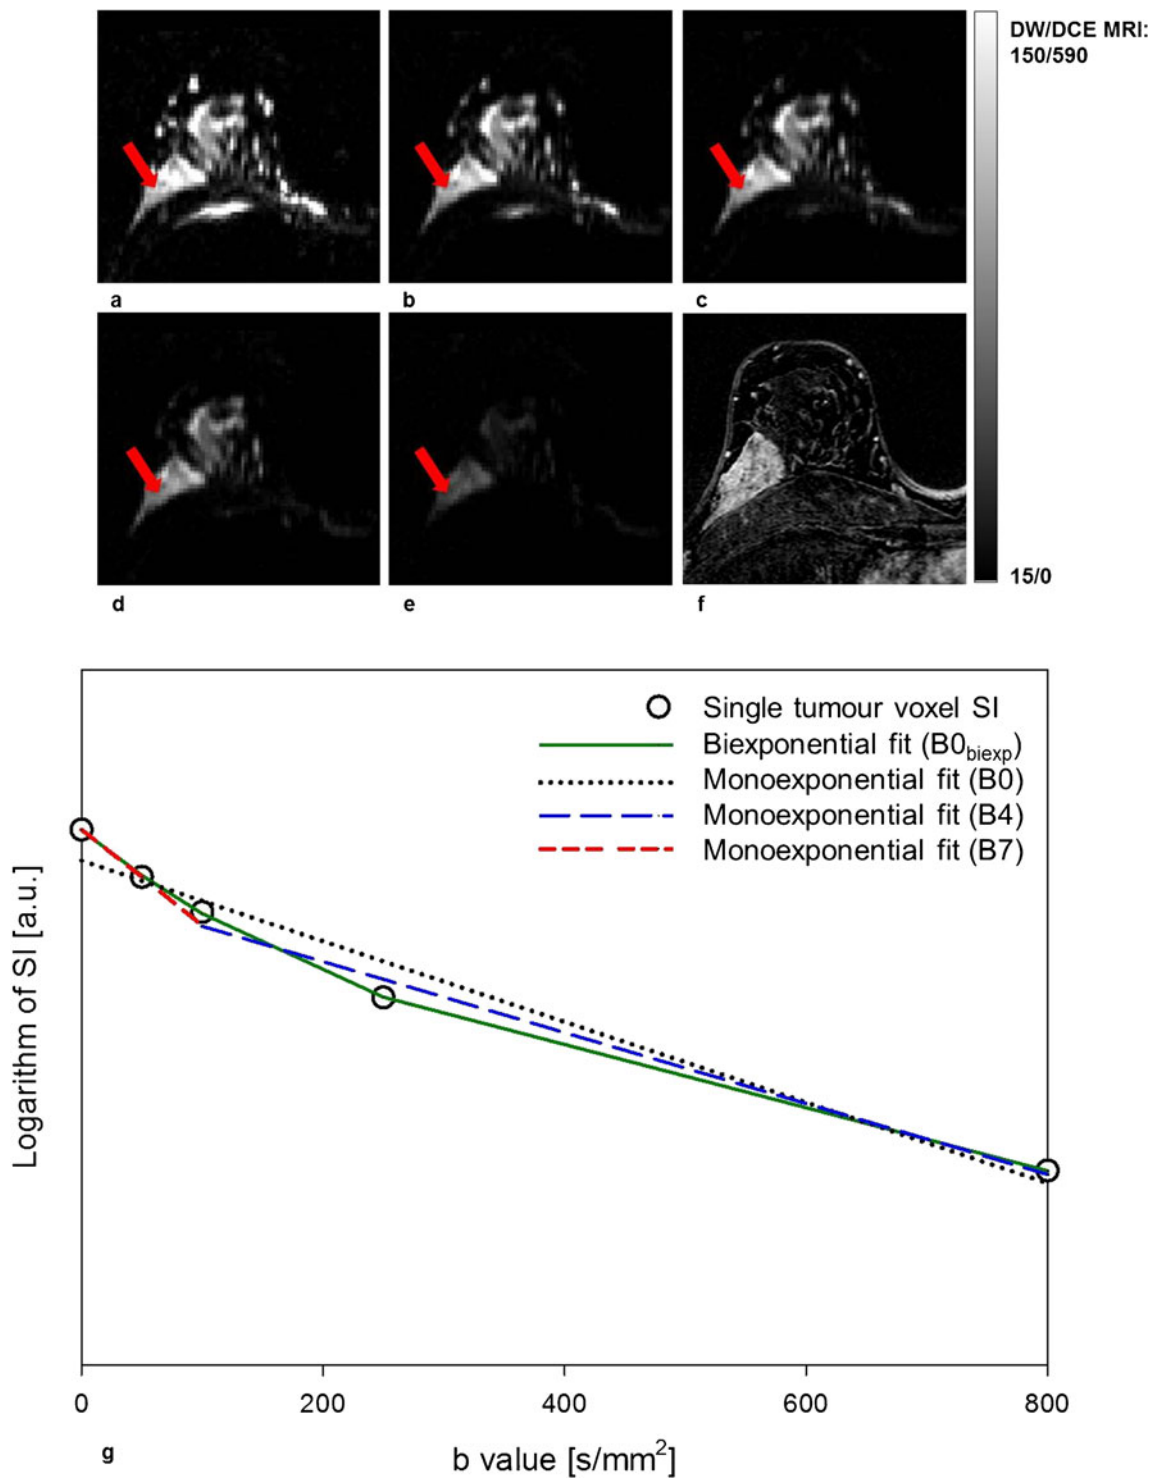 DW/DCE MRI:
150/590
a
b
c
15/0
d
e
f
Single tumour voxel SI
Biexponential fit (B0biexp)
Monoexponential fit (B0)
Monoexponential fit (B4)
Monoexponential fit (B7)
Logarithm of SI [a.u.]
0
200
400
600
800
g
b value [s/mm²]